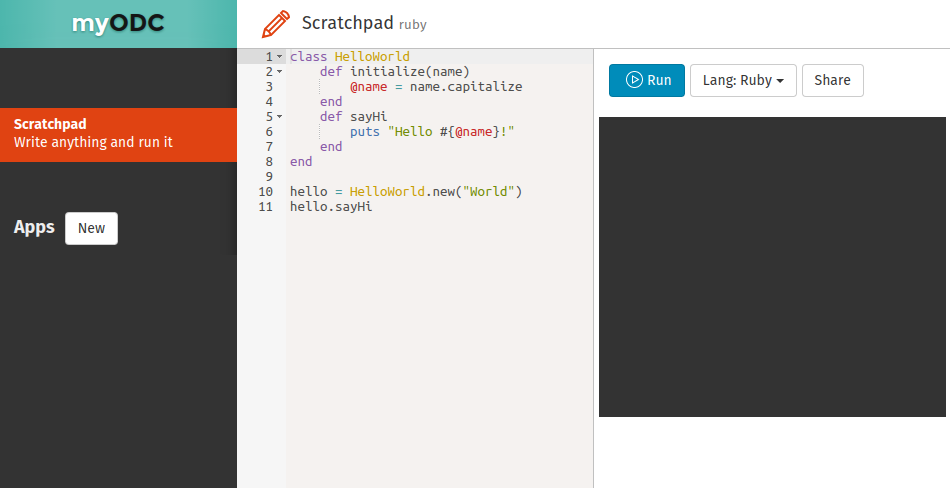 myODC
Scratchpad ruby
Scratchpad
Write anything and run it
Apps New
1 class HelloWorld
2     def initialize(name)
3         @name = name.capitalize
4     end
5     def sayHi
6         puts "Hello #{@name}!"
7     end
8 end
9
10 hello = HelloWorld.new("World")
11 hello.sayHi
Run Lang: Ruby Share